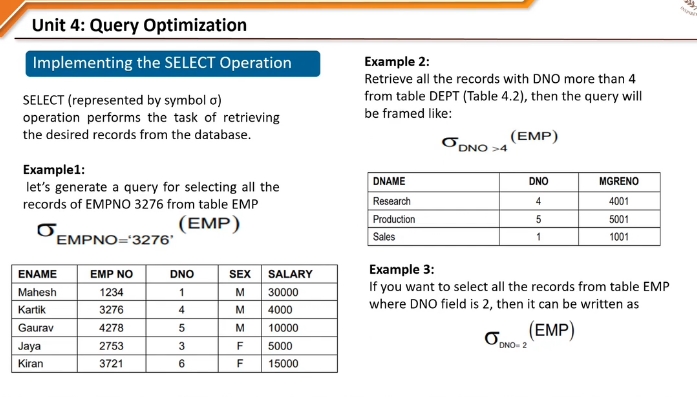 Unit 4: Query Optimization
Implementing the SELECT Operation
SELECT (represented by symbol σ)
operation performs the task of retrieving
the desired records from the database.
Example1:
let's generate a query for selecting all the
records of EMPNO 3276 from table EMP
σ EMPNO='3276' (EMP)
ENAME EMP NO DNO SEX SALARY
Mahesh 1234 1 M 30000
Kartik 3276 4 M 4000
Gaurav 4278 5 M 10000
Jaya 2753 3 F 5000
Kiran 3721 6 F 15000
Example 2:
Retrieve all the records with DNO more than 4
from table DEPT (Table 4.2), then the query will
be framed like:
σ DNO >4 (EMP)
DNAME DNO MGRENO
Research 4 4001
Production 5 5001
Sales 1 1001
Example 3:
If you want to select all the records from table EMP
where DNO field is 2, then it can be written as
σ DNO= 2 (EMP)